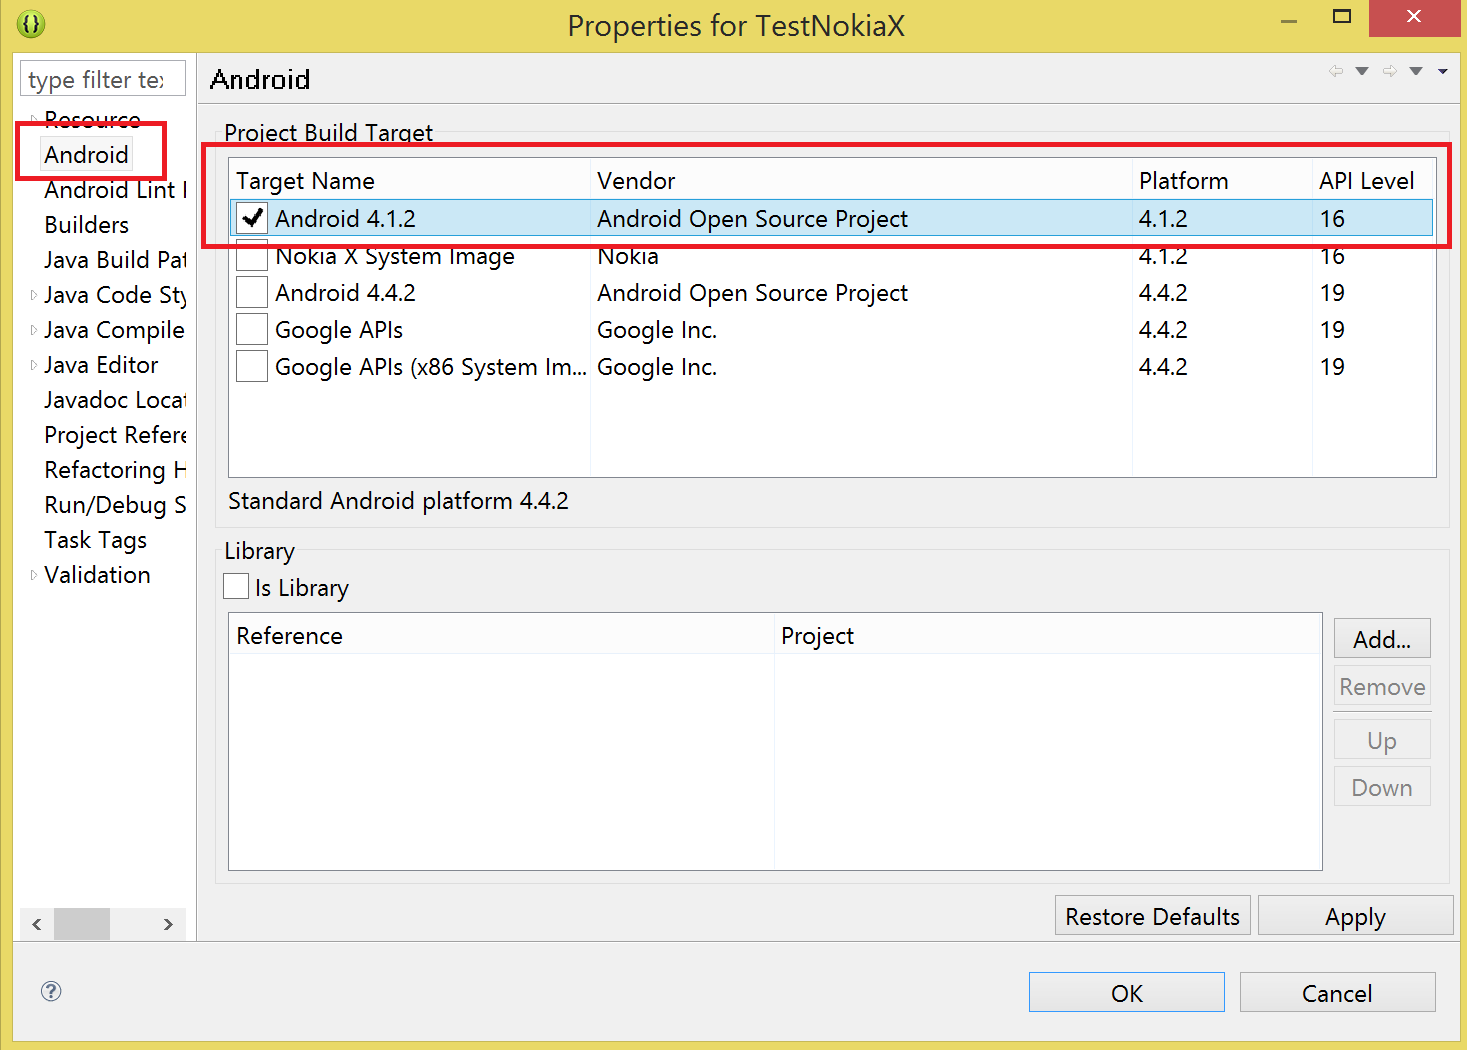 Properties for TestNokiaX
type filter tex
Android
Resource
Android
Android Lint
Builders
Java Build Pat
Java Code Sty
Java Compile
Java Editor
Javadoc Locat
Project Refere
Refactoring H
Run/Debug S
Task Tags
Validation
Project Build Target
Target Name Vendor Platform API Level
Android 4.1.2 Android Open Source Project 4.1.2 16
Nokia X System Image Nokia 4.1.2 16
Android 4.4.2 Android Open Source Project 4.4.2 19
Google APIs Google Inc. 4.4.2 19
Google APIs (x86 System Im... Google Inc. 4.4.2 19
Standard Android platform 4.4.2
Library
Is Library
Reference Project
Add...
Remove
Up
Down
Restore Defaults Apply
OK Cancel